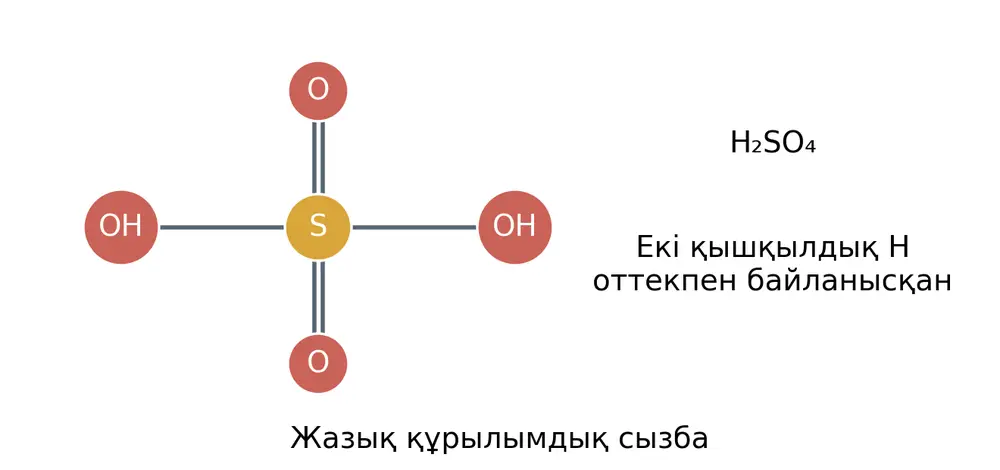 O
OH
S
OH
O
H₂SO₄
Екі қышқылдық H
оттекпен байланысқан
Жазық құрылымдық сызба